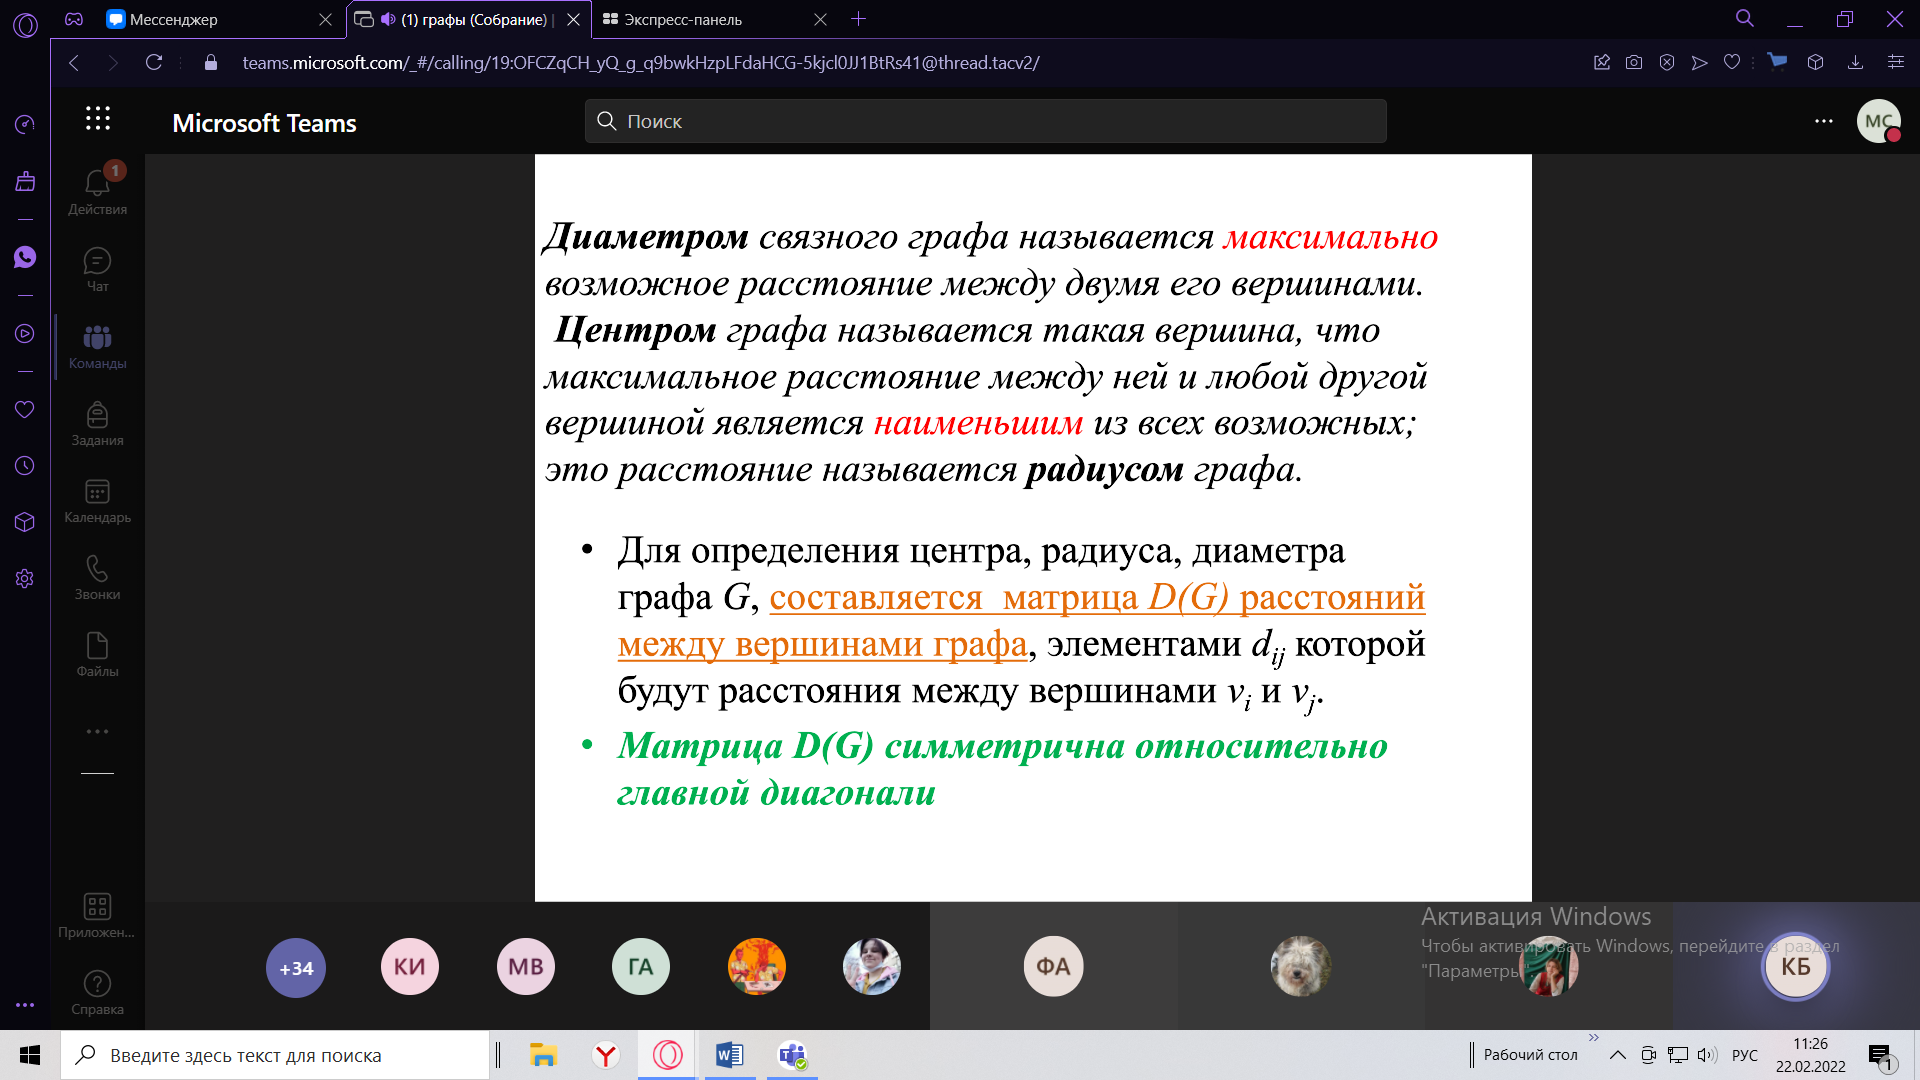 Мессенджер
(1) графы (Собрание) |
Экспресс-панель
teams.microsoft.com/_#/calling/19:OFCZqCH_yQ_g_q9bwkHzpLFdaHCG-5kjcl0JJ1BtRs41@thread.tacv2/
Microsoft Teams
Поиск
МС
1
Действия
Чат
Команды
Задания
Календарь
Звонки
Файлы
Приложен...
Справка
Диаметром связного графа называется максимально
возможное расстояние между двумя его вершинами.
Центром графа называется такая вершина, что
максимальное расстояние между ней и любой другой
вершиной является наименьшим из всех возможных;
это расстояние называется радиусом графа.
• Для определения центра, радиуса, диаметра
графа G, составляется матрица D(G) расстояний
между вершинами графа, элементами dij которой
будут расстояния между вершинами vi и vj.
• Матрица D(G) симметрична относительно
главной диагонали
+34
КИ
МВ
ГА
ФА
КБ
Активация Windows
Чтобы активировать Windows, перейдите в раздел
"Параметры".
Введите здесь текст для поиска
Рабочий стол
РУС
11:26
22.02.2022
1